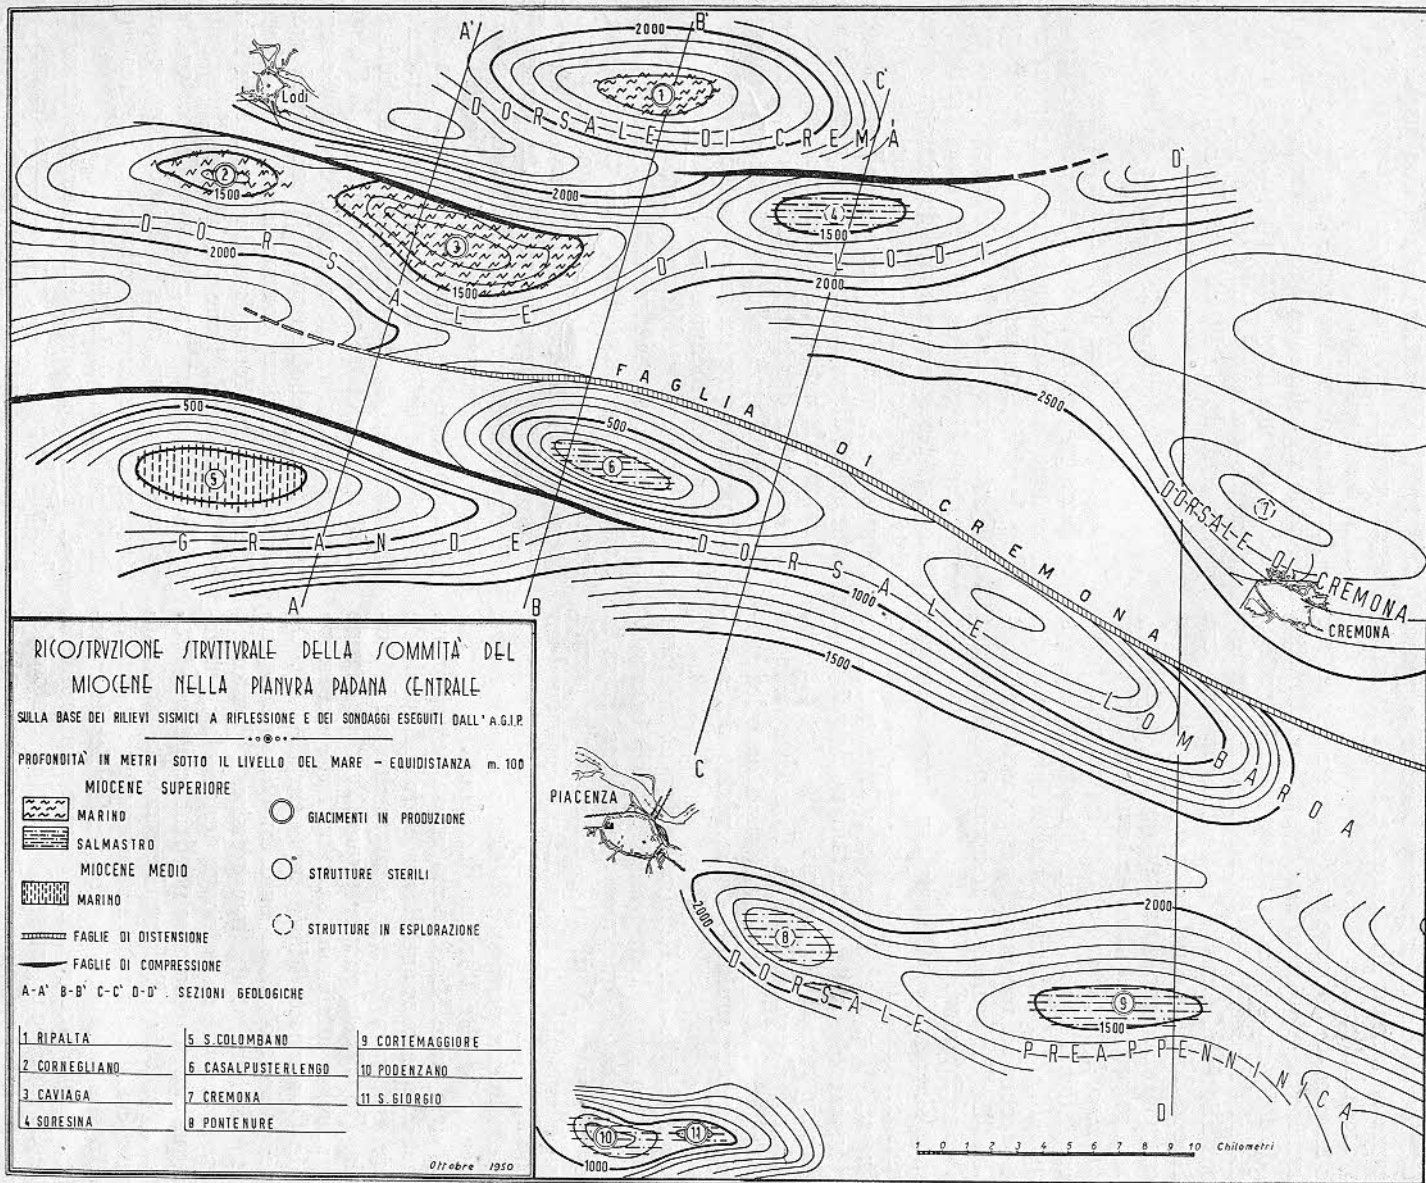 A'
B'
2000
C'
Lodi
1
DORSALE DI CREMA
D'
2
1500
2000
4
1500
DORSALE DI LODI
3
2000
1500
2000
FAGLIA DI CREMONA
2500
500
500
6
5
7
DORSALE DI CREMONA
GRANDE DORSALE LOMBARDA
1000
CREMONA
A
B
1500
RICOSTRVZIONE STRVTTVRALE DELLA SOMMITÀ DEL
MIOCENE NELLA PIANVRA PADANA CENTRALE
SULLA BASE DEI RILIEVI SISMICI A RIFLESSIONE E DEI SONDAGGI ESEGUITI DALL' A.G.I.P.
PROFONDITA' IN METRI SOTTO IL LIVELLO DEL MARE - EQUIDISTANZA m. 100
MIOCENE SUPERIORE
MARINO
SALMASTRO
MIOCENE MEDIO
MARINO
GIACIMENTI IN PRODUZIONE
STRUTTURE STERILI
STRUTTURE IN ESPLORAZIONE
FAGLIE DI DISTENSIONE
FAGLIE DI COMPRESSIONE
A-A' B-B' C-C' D-D' . SEZIONI GEOLOGICHE
1 RIPALTA
2 CORNEGLIANO
3 CAVIAGA
4 SORESINA
5 S.COLOMBANO
6 CASALPUSTERLENGO
7 CREMONA
8 PONTENURE
9 CORTEMAGGIORE
10 PODENZANO
11 S.GIORGIO
Ottobre 1950
C
PIACENZA
2000
2000
8
9
1500
DORSALE PREAPPENNINICA
D
10
11
1000
1 0 1 2 3 4 5 6 7 8 9 10 Chilometri